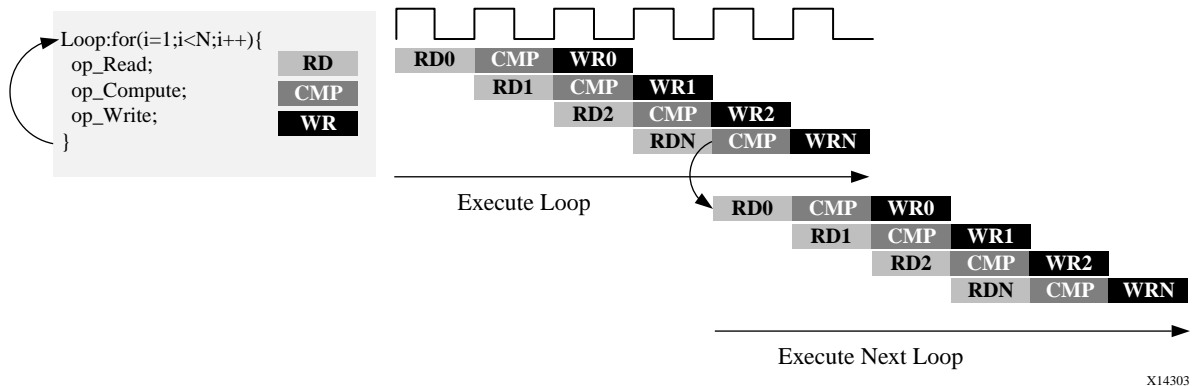 Loop:for(i=1;i<N;i++){
op_Read;
op_Compute;
op_Write;
}
RD
CMP
WR
RD0 CMP WR0
RD1 CMP WR1
RD2 CMP WR2
RDN CMP WRN
Execute Loop
RD0 CMP WR0
RD1 CMP WR1
RD2 CMP WR2
RDN CMP WRN
Execute Next Loop
X14303